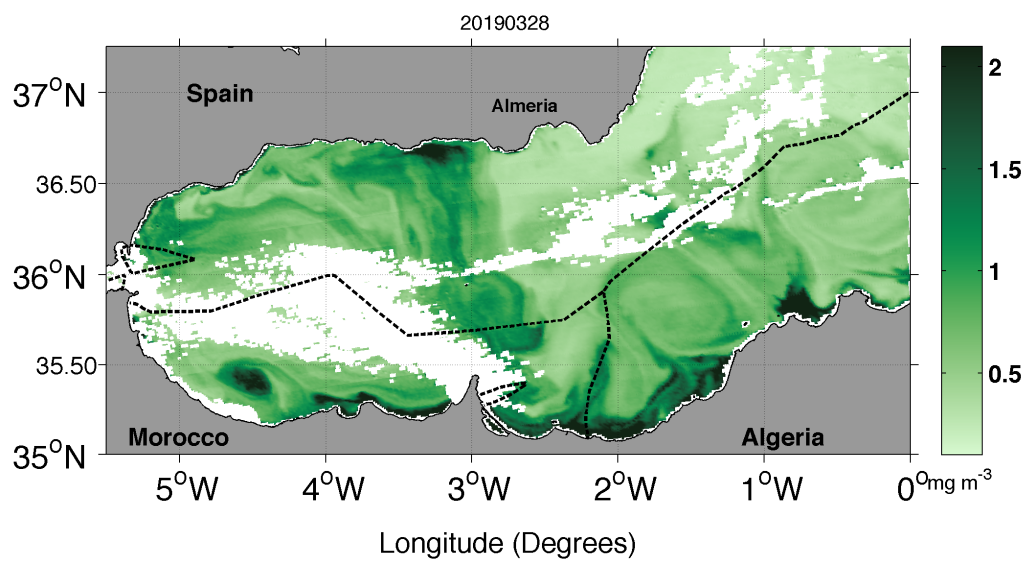 20190328
37°N
Spain
Almeria
2
36.50
1.5
36°N
1
35.50
0.5
Morocco
Algeria
35°N
5°W
4°W
3°W
2°W
1°W
0°
mg m-3
Longitude (Degrees)